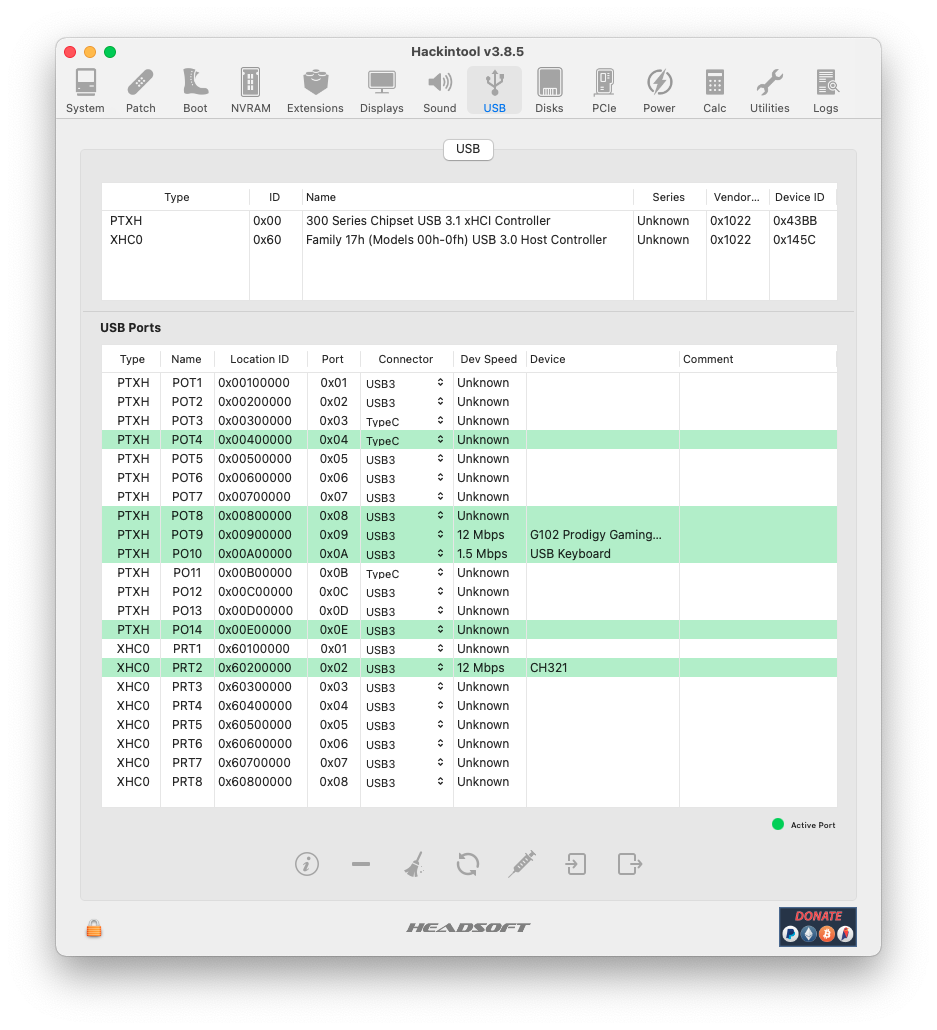 Hackintool v3.8.5
System Patch Boot NVRAM Extensions Displays Sound USB Disks PCIe Power Calc Utilities Logs
USB
Type ID Name Series Vendor... Device ID
PTXH 0x00 300 Series Chipset USB 3.1 xHCI Controller Unknown 0x1022 0x43BB
XHC0 0x60 Family 17h (Models 00h-0fh) USB 3.0 Host Controller Unknown 0x1022 0x145C
USB Ports
Type Name Location ID Port Connector Dev Speed Device Comment
PTXH POT1 0x00100000 0x01 USB3 Unknown
PTXH POT2 0x00200000 0x02 USB3 Unknown
PTXH POT3 0x00300000 0x03 TypeC Unknown
PTXH POT4 0x00400000 0x04 TypeC Unknown
PTXH POT5 0x00500000 0x05 USB3 Unknown
PTXH POT6 0x00600000 0x06 USB3 Unknown
PTXH POT7 0x00700000 0x07 USB3 Unknown
PTXH POT8 0x00800000 0x08 USB3 Unknown
PTXH POT9 0x00900000 0x09 USB3 12 Mbps G102 Prodigy Gaming...
PTXH PO10 0x00A00000 0x0A USB3 1.5 Mbps USB Keyboard
PTXH PO11 0x00B00000 0x0B TypeC Unknown
PTXH PO12 0x00C00000 0x0C USB3 Unknown
PTXH PO13 0x00D00000 0x0D USB3 Unknown
PTXH PO14 0x00E00000 0x0E USB3 Unknown
XHC0 PRT1 0x60100000 0x01 USB3 Unknown
XHC0 PRT2 0x60200000 0x02 USB3 12 Mbps CH321
XHC0 PRT3 0x60300000 0x03 USB3 Unknown
XHC0 PRT4 0x60400000 0x04 USB3 Unknown
XHC0 PRT5 0x60500000 0x05 USB3 Unknown
XHC0 PRT6 0x60600000 0x06 USB3 Unknown
XHC0 PRT7 0x60700000 0x07 USB3 Unknown
XHC0 PRT8 0x60800000 0x08 USB3 Unknown
Active Port
HEADSOFT
DONATE